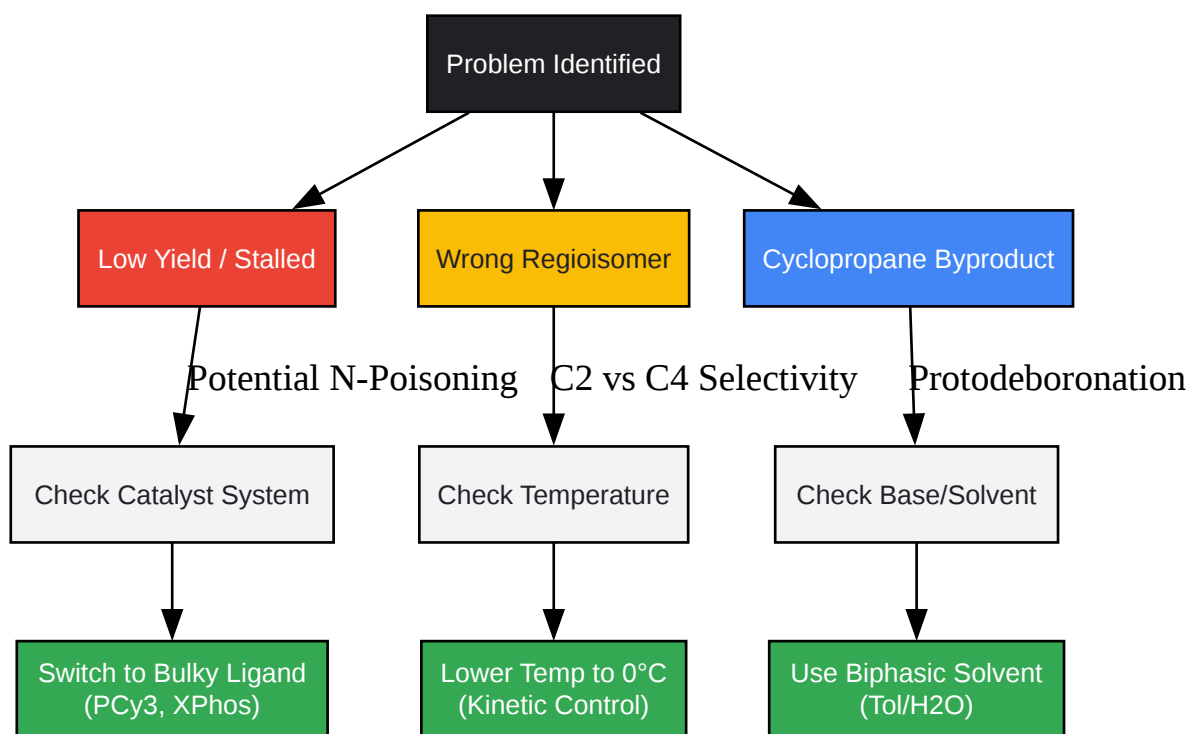 Problem Identified
Low Yield / Stalled
Wrong Regioisomer
Cyclopropane Byproduct
Potential N-Poisoning
C2 vs C4 Selectivity
Protodeboronation
Check Catalyst System
Check Temperature
Check Base/Solvent
Switch to Bulky Ligand
(PCy3, XPhos)
Lower Temp to 0°C
(Kinetic Control)
Use Biphasic Solvent
(Tol/H2O)